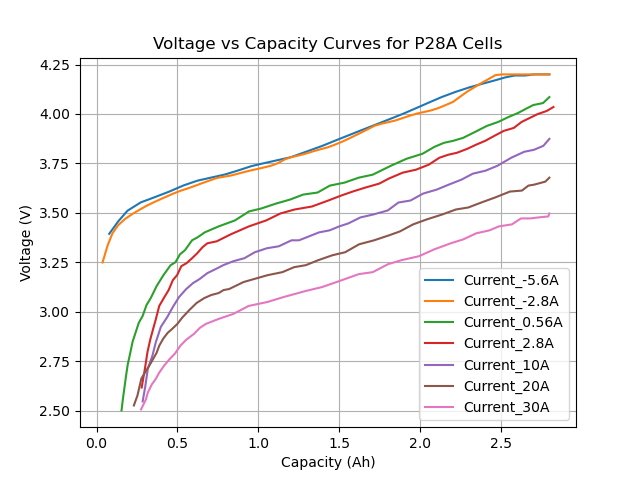 Voltage vs Capacity Curves for P28A Cells
Voltage (V)
4.25
4.00
3.75
3.50
3.25
3.00
2.75
2.50
0.0 0.5 1.0 1.5 2.0 2.5
Capacity (Ah)
Current_-5.6A
Current_-2.8A
Current_0.56A
Current_2.8A
Current_10A
Current_20A
Current_30A